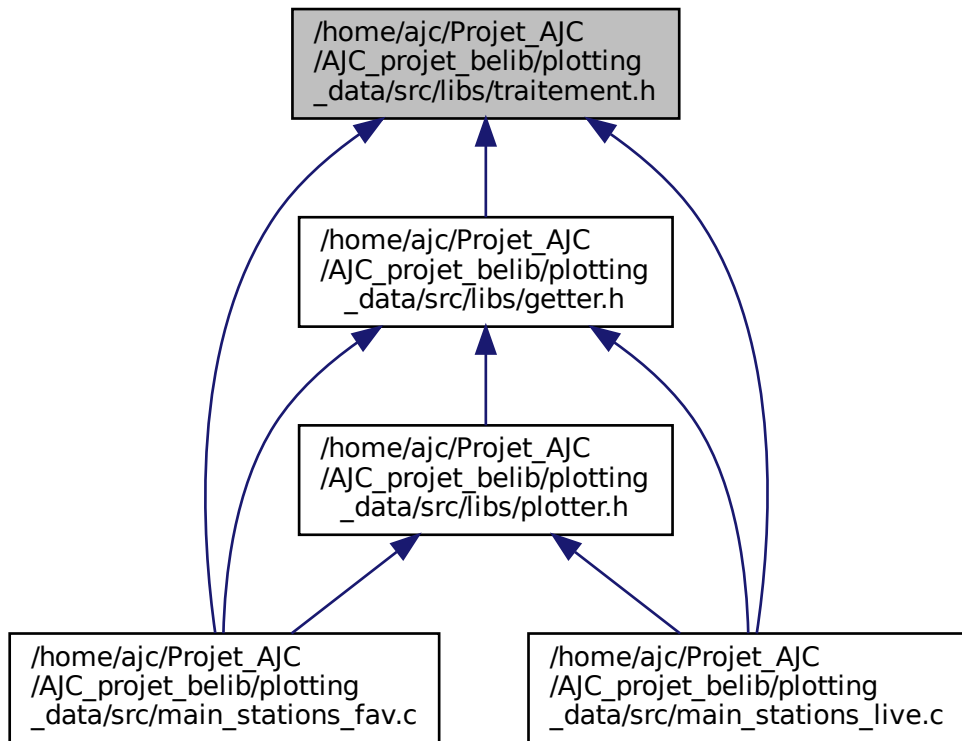 /home/ajc/Projet_AJC
/AJC_projet_belib/plotting
_data/src/libs/traitement.h
/home/ajc/Projet_AJC
/AJC_projet_belib/plotting
_data/src/libs/getter.h
/home/ajc/Projet_AJC
/AJC_projet_belib/plotting
_data/src/libs/plotter.h
/home/ajc/Projet_AJC
/AJC_projet_belib/plotting
_data/src/main_stations_fav.c
/home/ajc/Projet_AJC
/AJC_projet_belib/plotting
_data/src/main_stations_live.c